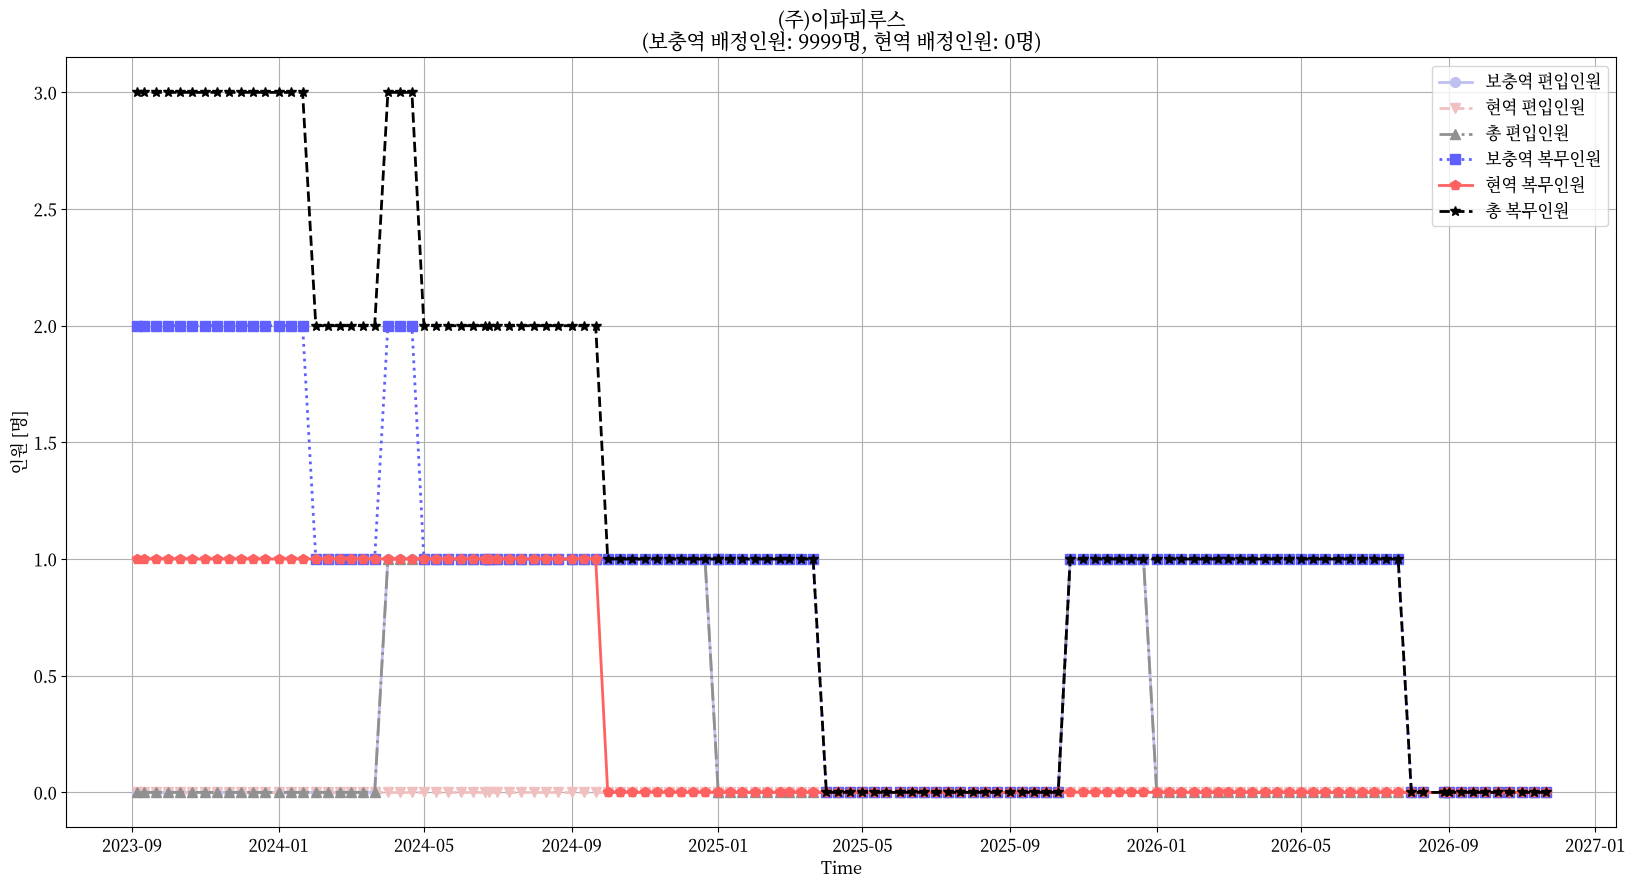 (주)이파피루스
(보충역 배정인원: 9999명, 현역 배정인원: 0명)
보충역 편입인원
현역 편입인원
총 편입인원
보충역 복무인원
현역 복무인원
총 복무인원
인원 [명]
3.0
2.5
2.0
1.5
1.0
0.5
0.0
2023-09 2024-01 2024-05 2024-09 2025-01 2025-05 2025-09 2026-01 2026-05 2026-09 2027-01
Time